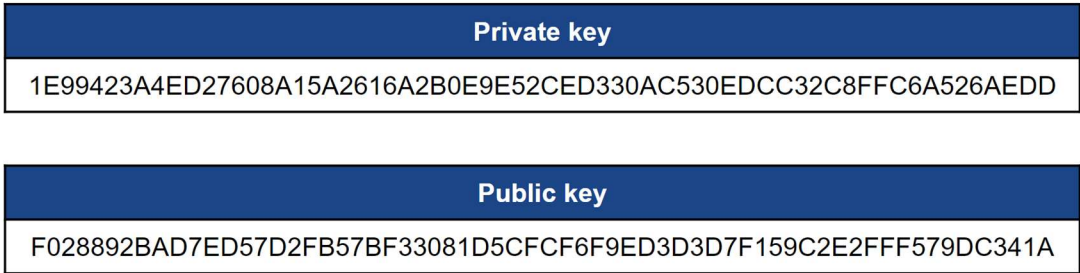 Private key
1E99423A4ED27608A15A2616A2B0E9E52CED330AC530EDCC32C8FFC6A526AEDD
Public key
F028892BAD7ED57D2FB57BF33081D5CFCF6F9ED3D3D7F159C2E2FFF579DC341A